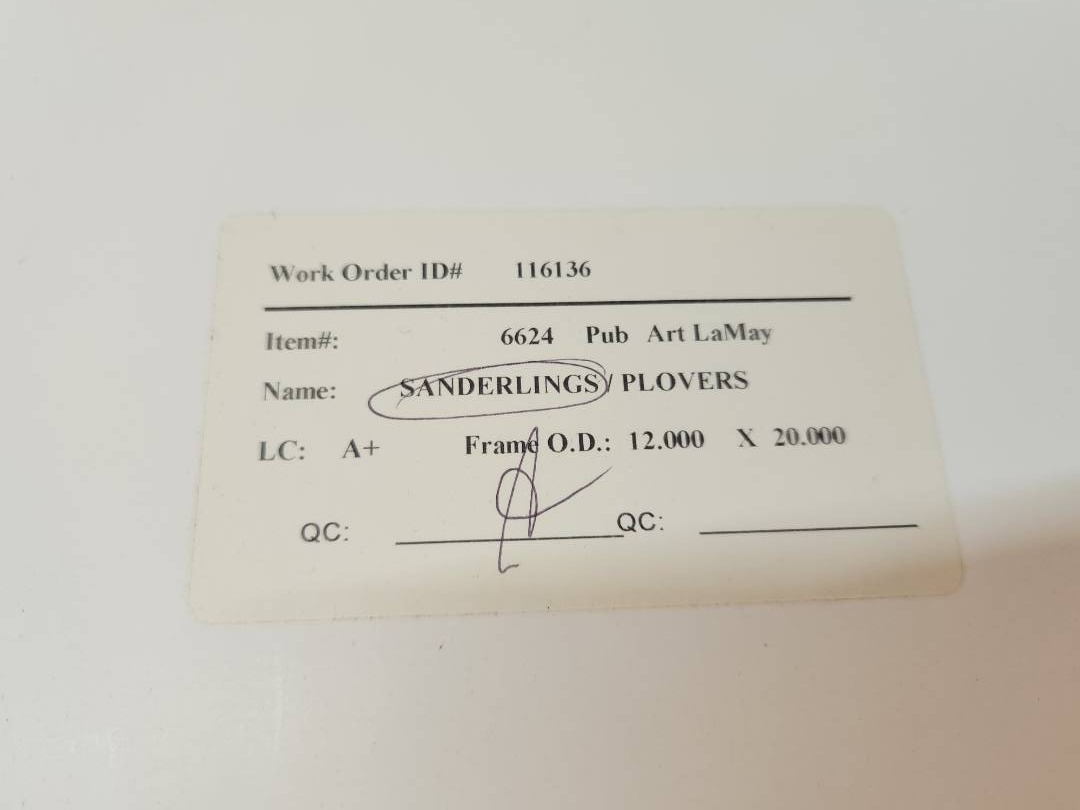 Work Order ID# 116136
Item#: 6624 Pub Art LaMay
Name: SANDERLINGS/ PLOVERS
LC: A+ Frame O.D.: 12.000 X 20.000
QC: QC: